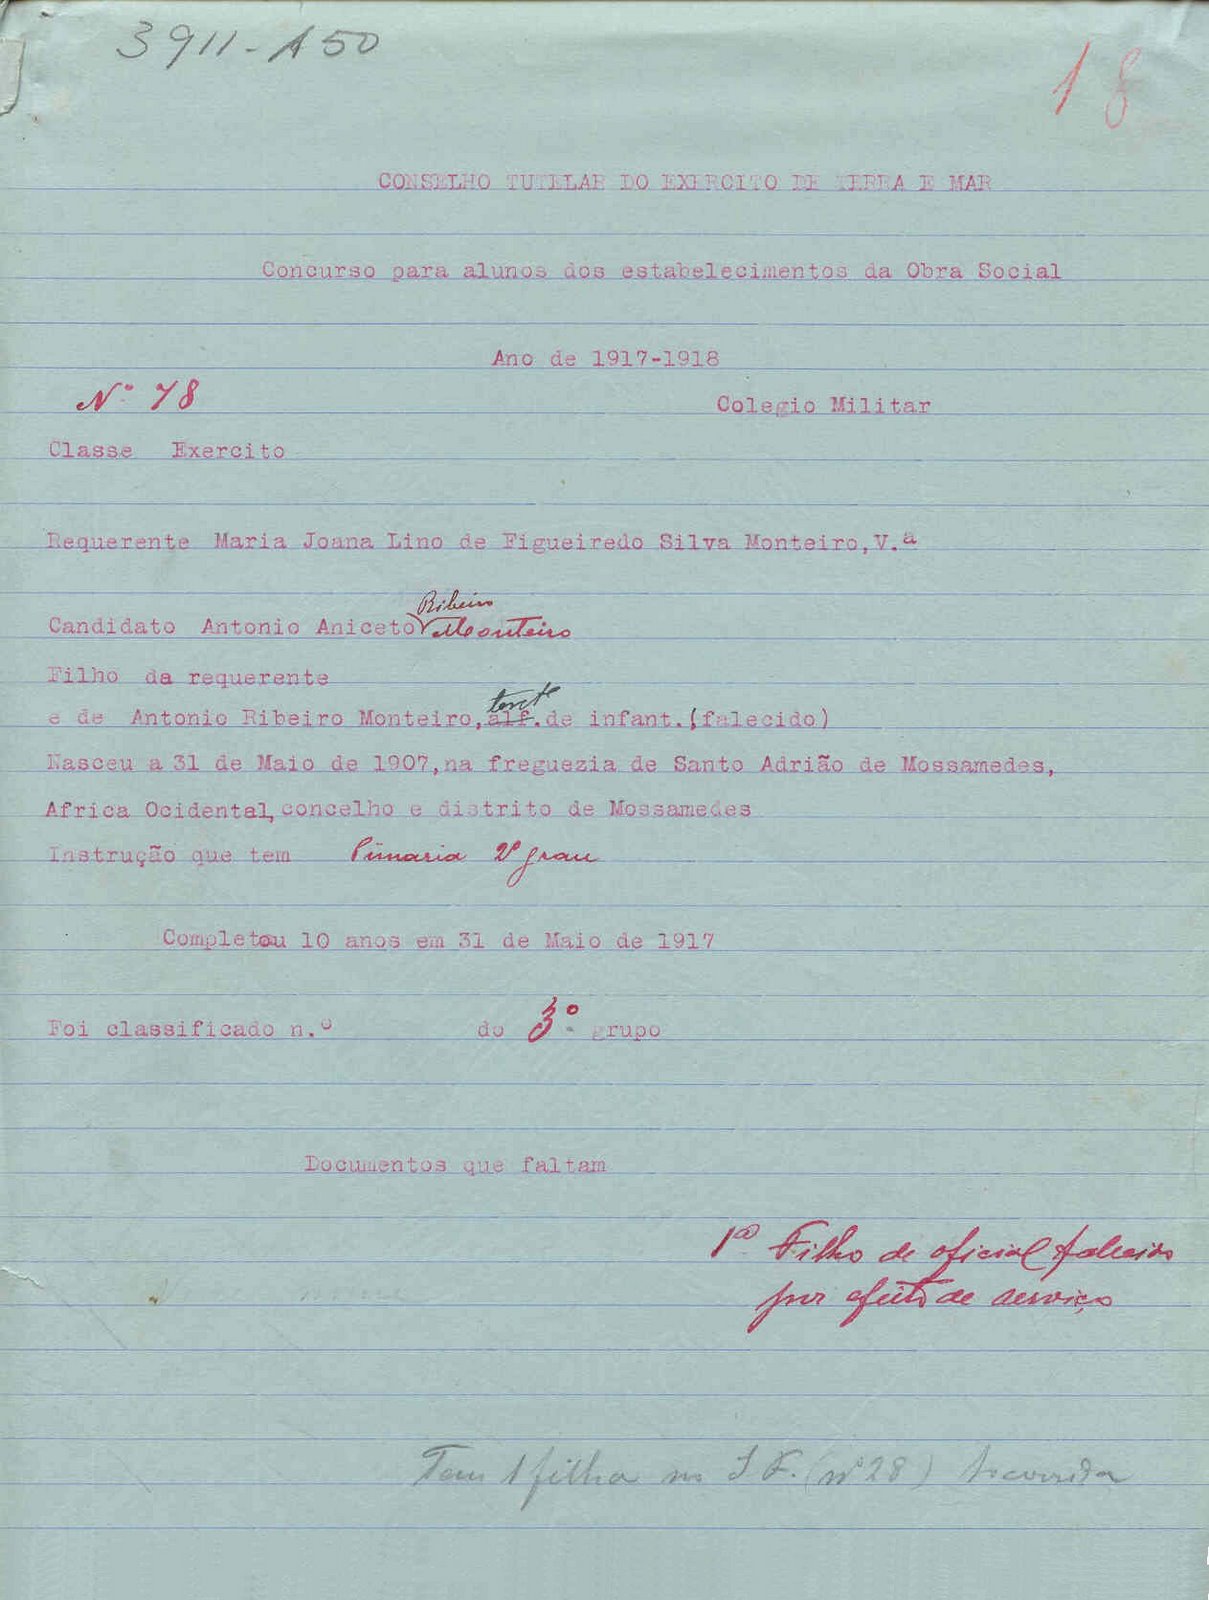 3911-A50
18
CONSELHO TUTELAR DO EXERCITO DE TERRA E MAR
Concurso para alunos dos estabelecimentos da Obra Social
Ano de 1917-1918
Nº 78
Colegio Militar
Classe Exercito
Requerente Maria Joana Lino de Figueiredo Silva Monteiro, V.ª
Ribeiro
Candidato Antonio Aniceto Monteiro
Filho da requerente
tente
e de Antonio Ribeiro Monteiro, alf. de infant. (falecido)
Nasceu a 31 de Maio de 1907, na freguezia de Santo Adrião de Mossamedes,
Africa Ocidental, concelho e distrito de Mossamedes
Instrução que tem Primaria 2º grau
Completou 10 anos em 31 de Maio de 1917
Foi classificado n.º do 3º grupo
Documentos que faltam
Filho de oficial falecido
por efeito de serviço
Tem 1 filha no I F. (nº 28)